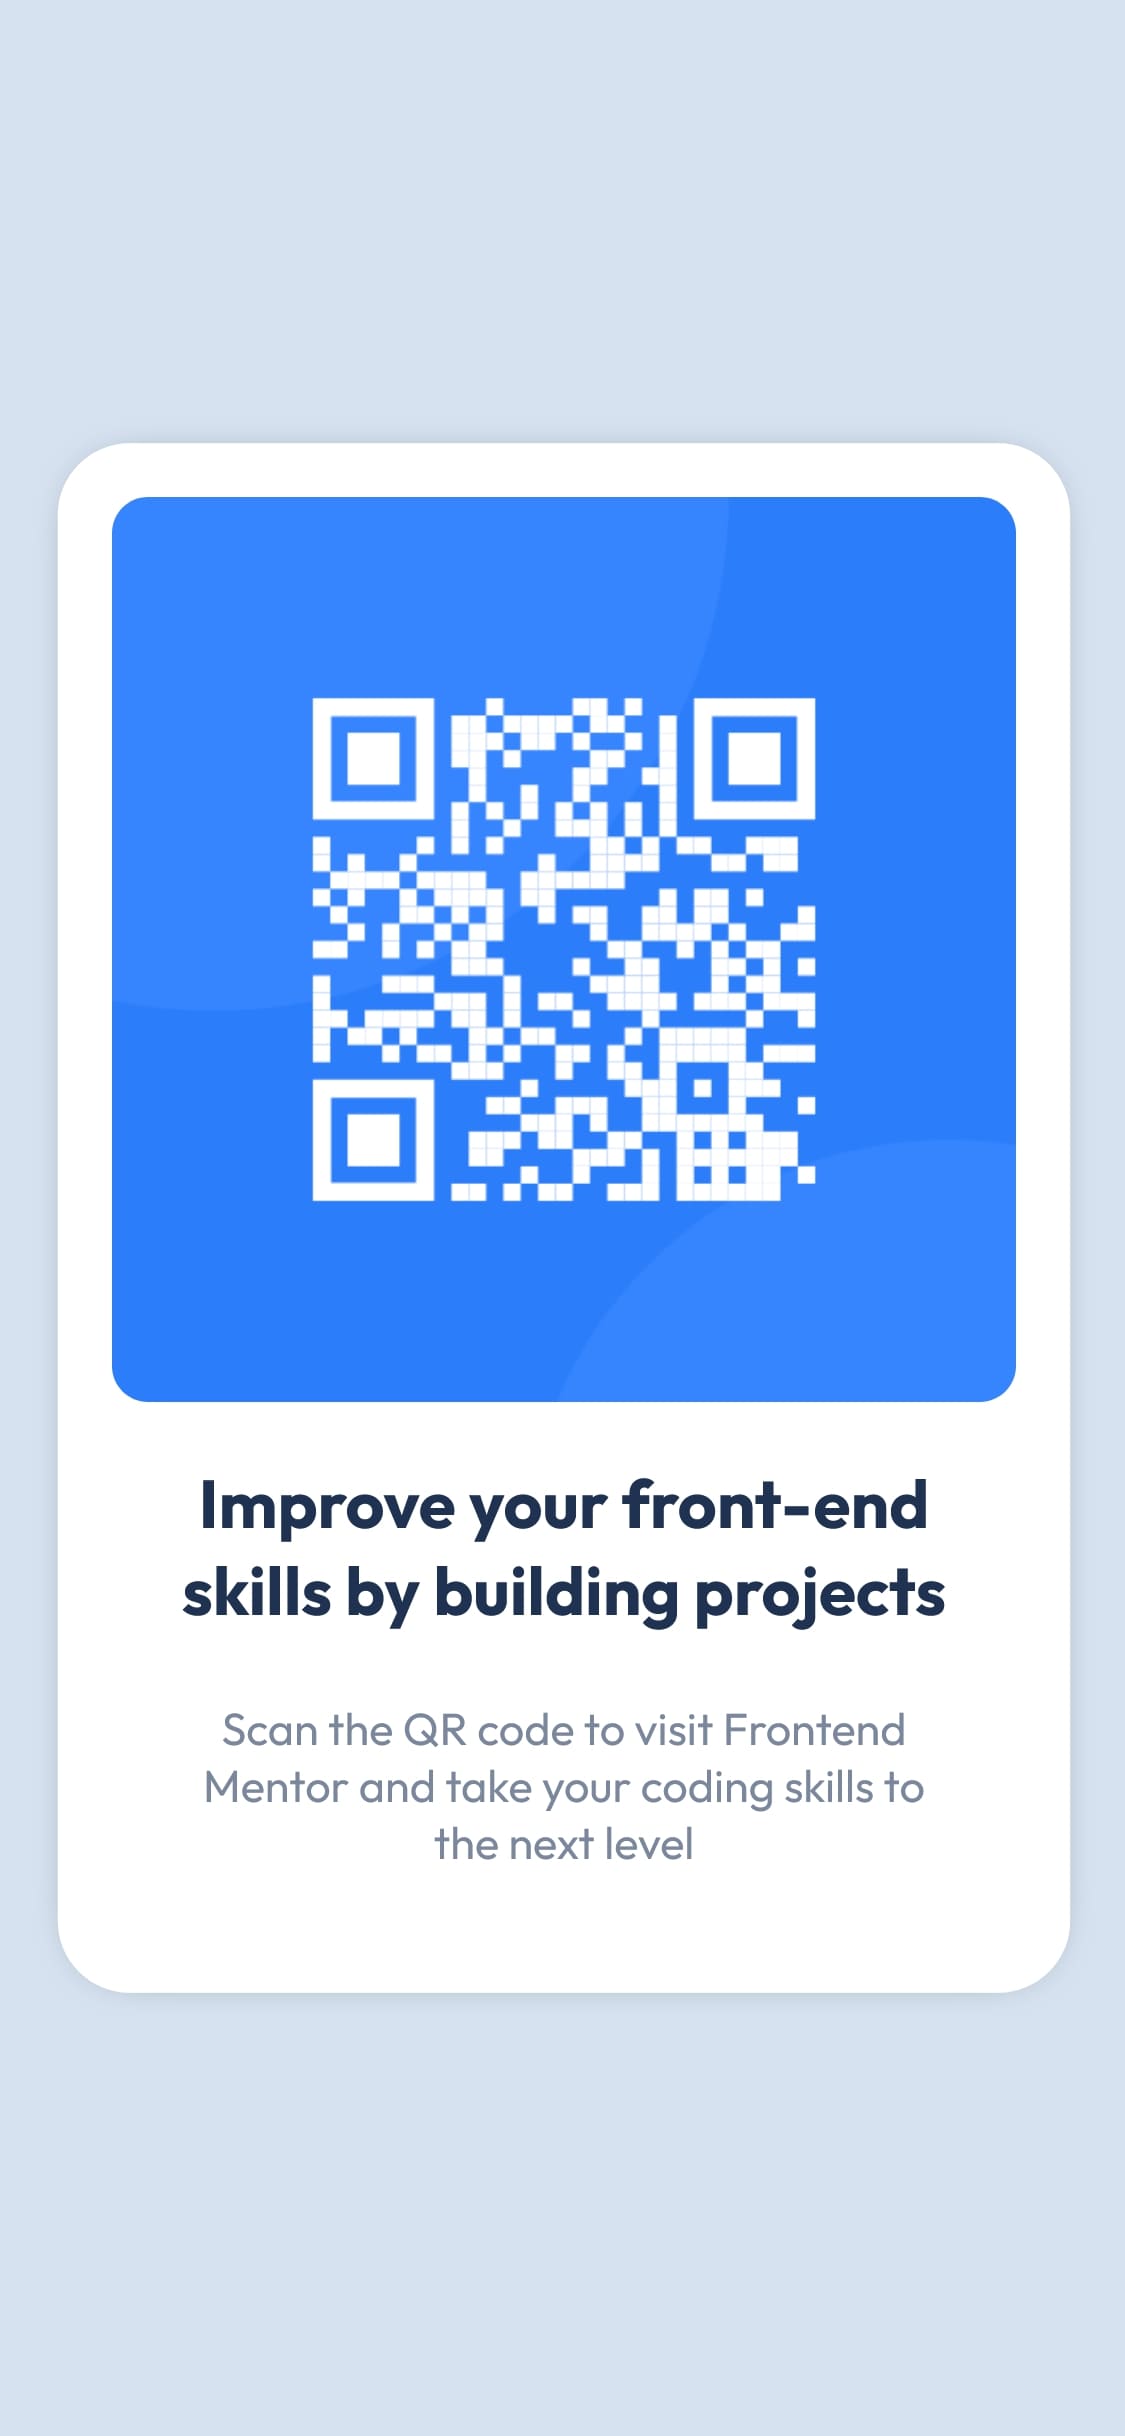 Improve your front-end
skills by building projects
Scan the QR code to visit Frontend
Mentor and take your coding skills to
the next level